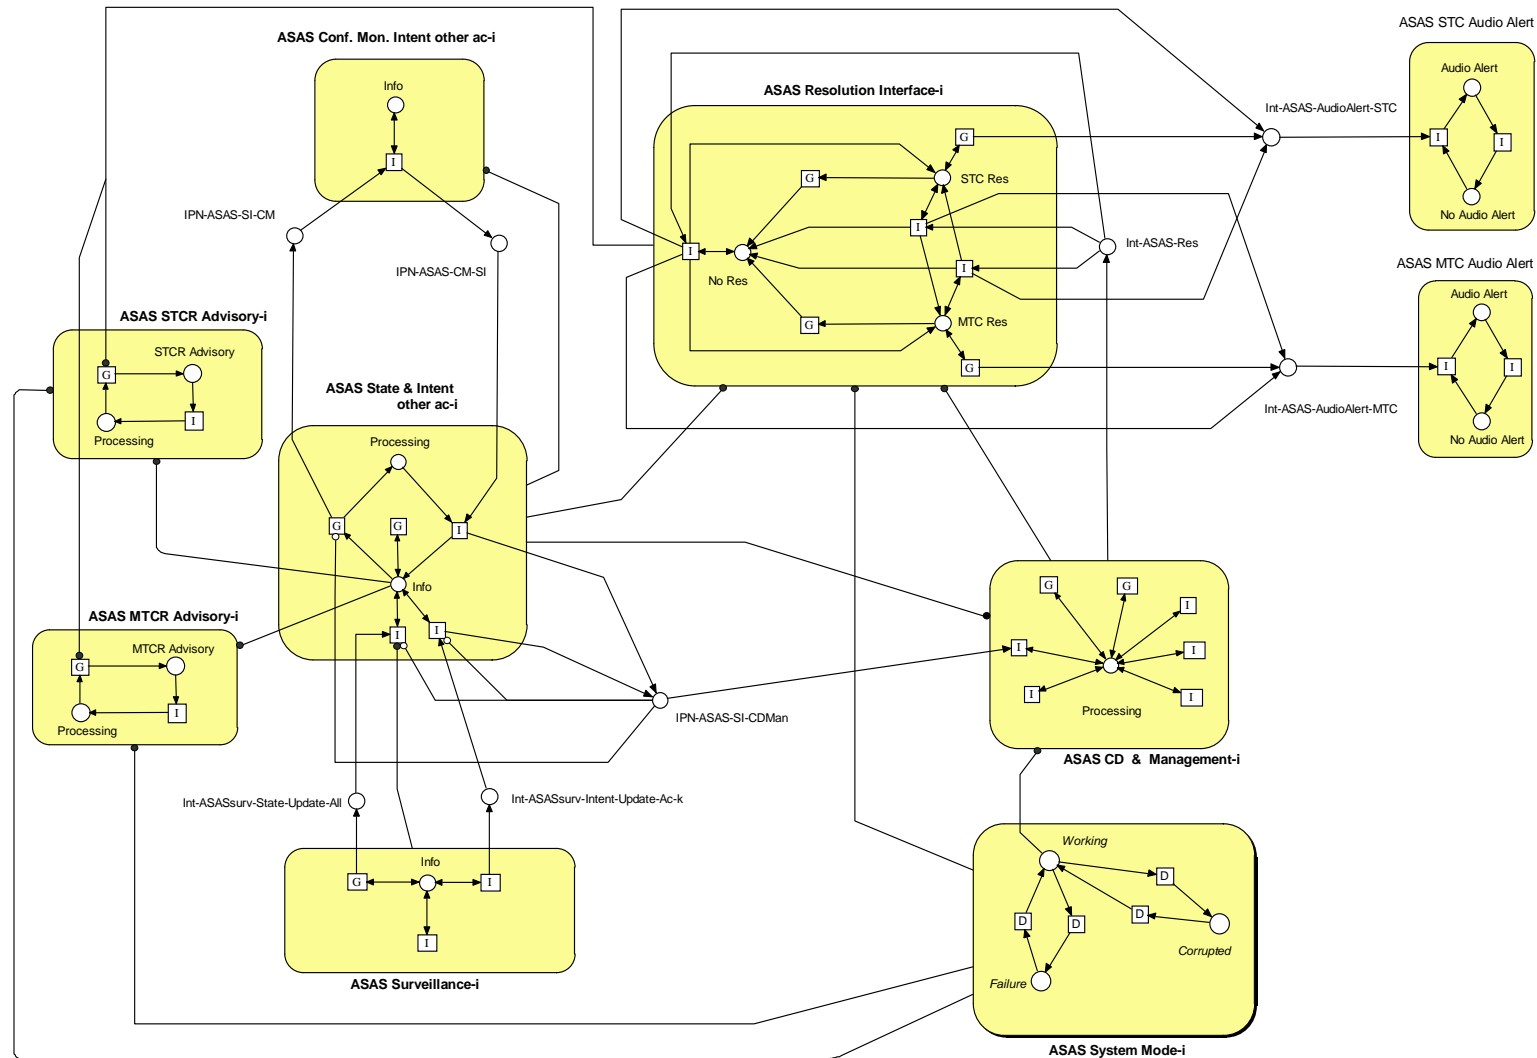 ASAS STC Audio Alert
ASAS Conf. Mon. Intent other ac-i
Audio Alert
Info
ASAS Resolution Interface-i
Int-ASAS-AudioAlert-STC
G
I
I
I
G
STC Res
No Audio Alert
IPN-ASAS-SI-CM
I
Int-ASAS-Res
IPN-ASAS-CM-SI
I
ASAS MTC Audio Alert
I
No Res
Audio Alert
ASAS STCR Advisory-i
G
MTC Res
STCR Advisory
I
I
G
G
ASAS State & Intent
other ac-i
Int-ASAS-AudioAlert-MTC
I
Processing
Processing
No Audio Alert
G
G
I
Info
G
G
I
ASAS MTCR Advisory-i
I
I
MTCR Advisory
I
I
G
I
I
I
Processing
IPN-ASAS-SI-CDMan
Processing
ASAS CD & Management-i
Int-ASASsurv-State-Update-All
Int-ASASsurv-Intent-Update-Ac-k
Working
Info
D
G
I
D
D
D
I
Corrupted
ASAS Surveillance-i
Failure
ASAS System Mode-i